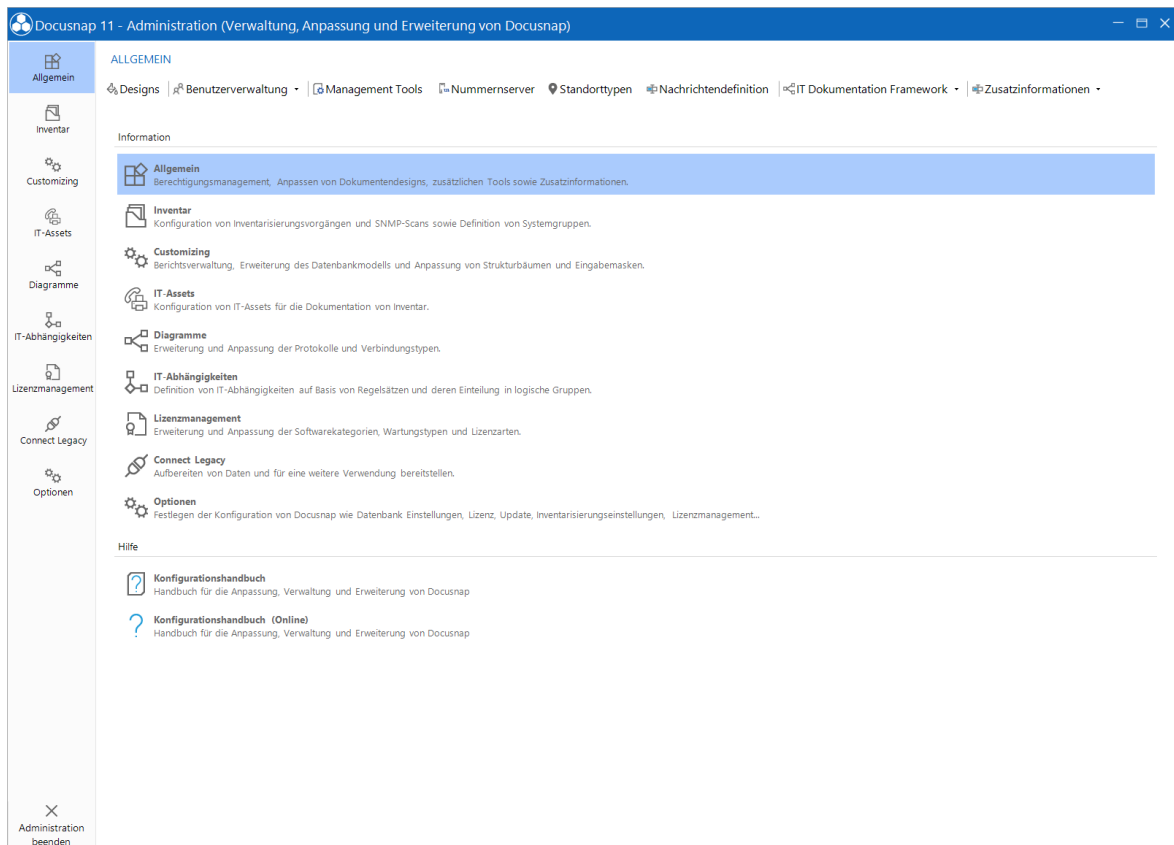 Docusnap 11 - Administration (Verwaltung, Anpassung und Erweiterung von Docusnap)
Allgemein
Inventar
Customizing
IT-Assets
Diagramme
IT-Abhängigkeiten
Lizenzmanagement
Connect Legacy
Optionen
Administration
beenden
ALLGEMEIN
Designs Benutzerverwaltung Management Tools Nummernserver Standorttypen Nachrichtendefinition IT Dokumentation Framework Zusatzinformationen
Information
Allgemein
Berechtigungsmanagement, Anpassen von Dokumentendesigns, zusätzlichen Tools sowie Zusatzinformationen.
Inventar
Konfiguration von Inventarisierungsvorgängen und SNMP-Scans sowie Definition von Systemgruppen.
Customizing
Berichtsverwaltung, Erweiterung des Datenbankmodells und Anpassung von Strukturbäumen und Eingabemasken.
IT-Assets
Konfiguration von IT-Assets für die Dokumentation von Inventar.
Diagramme
Erweiterung und Anpassung der Protokolle und Verbindungstypen.
IT-Abhängigkeiten
Definition von IT-Abhängigkeiten auf Basis von Regelsätzen und deren Einteilung in logische Gruppen.
Lizenzmanagement
Erweiterung und Anpassung der Softwarekategorien, Wartungstypen und Lizenzarten.
Connect Legacy
Aufbereiten von Daten und für eine weitere Verwendung bereitstellen.
Optionen
Festlegen der Konfiguration von Docusnap wie Datenbank Einstellungen, Lizenz, Update, Inventarisierungseinstellungen, Lizenzmanagement...
Hilfe
Konfigurationshandbuch
Handbuch für die Anpassung, Verwaltung und Erweiterung von Docusnap
Konfigurationshandbuch (Online)
Handbuch für die Anpassung, Verwaltung und Erweiterung von Docusnap